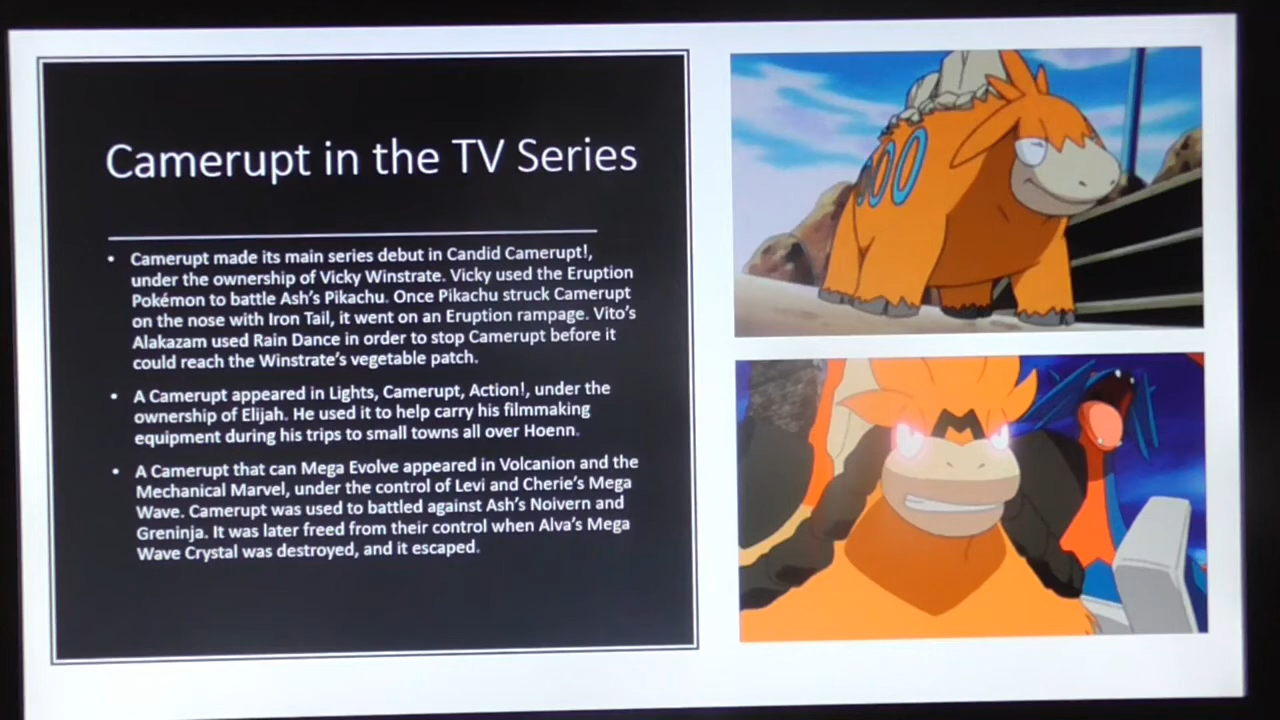 Camerupt in the TV Series
• Camerupt made its main series debut in Candid Camerupt!,
under the ownership of Vicky Winstrate. Vicky used the Eruption
Pokémon to battle Ash's Pikachu. Once Pikachu struck Camerupt
on the nose with Iron Tail, it went on an Eruption rampage. Vito's
Alakazam used Rain Dance in order to stop Camerupt before it
could reach the Winstrate's vegetable patch.
• A Camerupt appeared in Lights, Camerupt, Action!, under the
ownership of Elijah. He used it to help carry his filmmaking
equipment during his trips to small towns all over Hoenn.
• A Camerupt that can Mega Evolve appeared in Volcanion and the
Mechanical Marvel, under the control of Levi and Cherie's Mega
Wave. Camerupt was used to battled against Ash's Noivern and
Greninja. It was later freed from their control when Alva's Mega
Wave Crystal was destroyed, and it escaped.